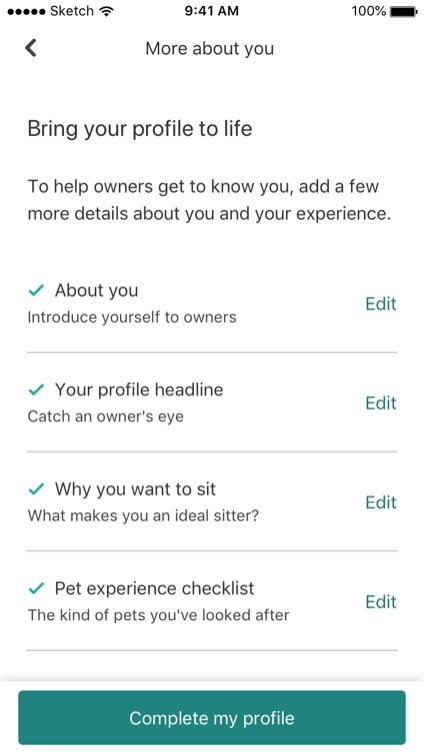 Sketch 9:41 AM 100%
More about you
Bring your profile to life
To help owners get to know you, add a few
more details about you and your experience.
About you
Introduce yourself to owners
Edit
Your profile headline
Catch an owner's eye
Edit
Why you want to sit
What makes you an ideal sitter?
Edit
Pet experience checklist
The kind of pets you've looked after
Edit
Complete my profile